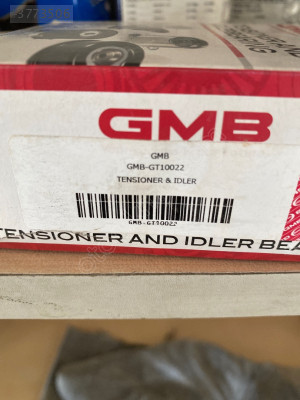 GMB
GMB
GMB-GT10022
TENSIONER & IDLER
GMB-GT10022
TENSIONER AND IDLER BEA